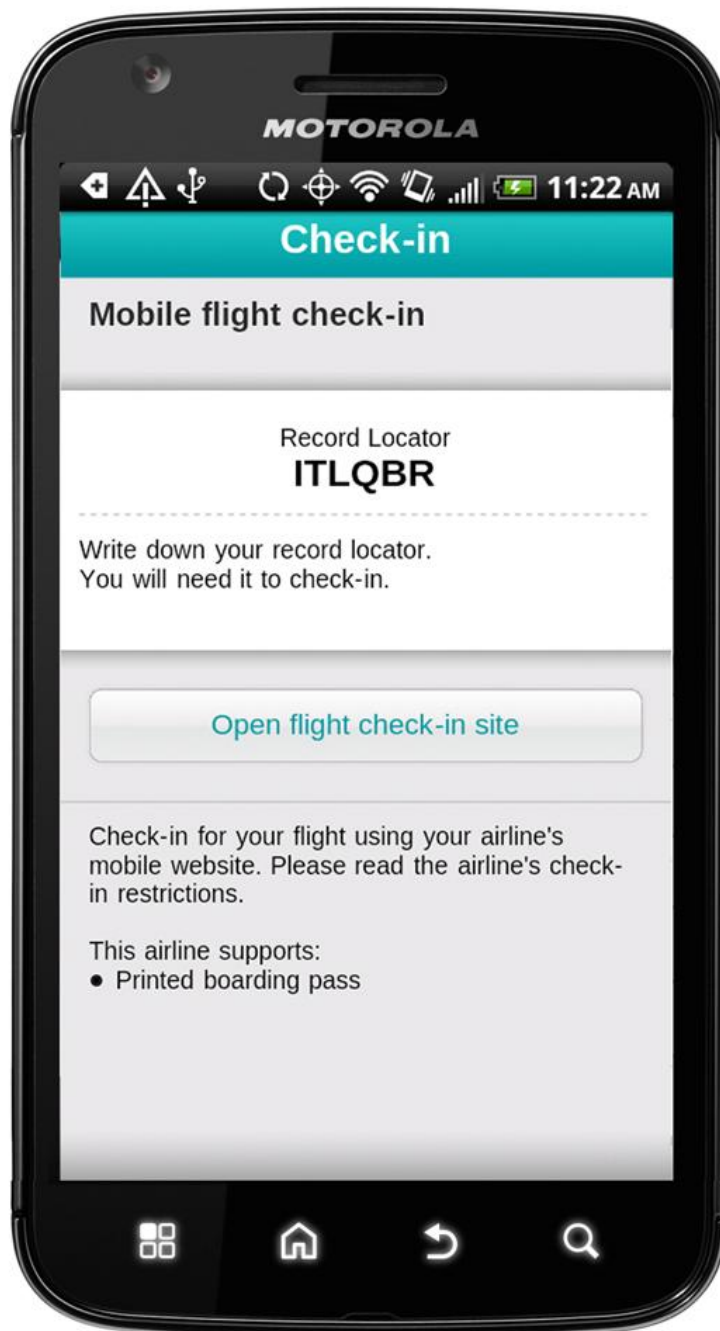 MOTOROLA
11:22 AM
Check-in
Mobile flight check-in
Record Locator
ITLQBR
Write down your record locator.
You will need it to check-in.
Open flight check-in site
Check-in for your flight using your airline's
mobile website. Please read the airline's check-
in restrictions.
This airline supports:
• Printed boarding pass